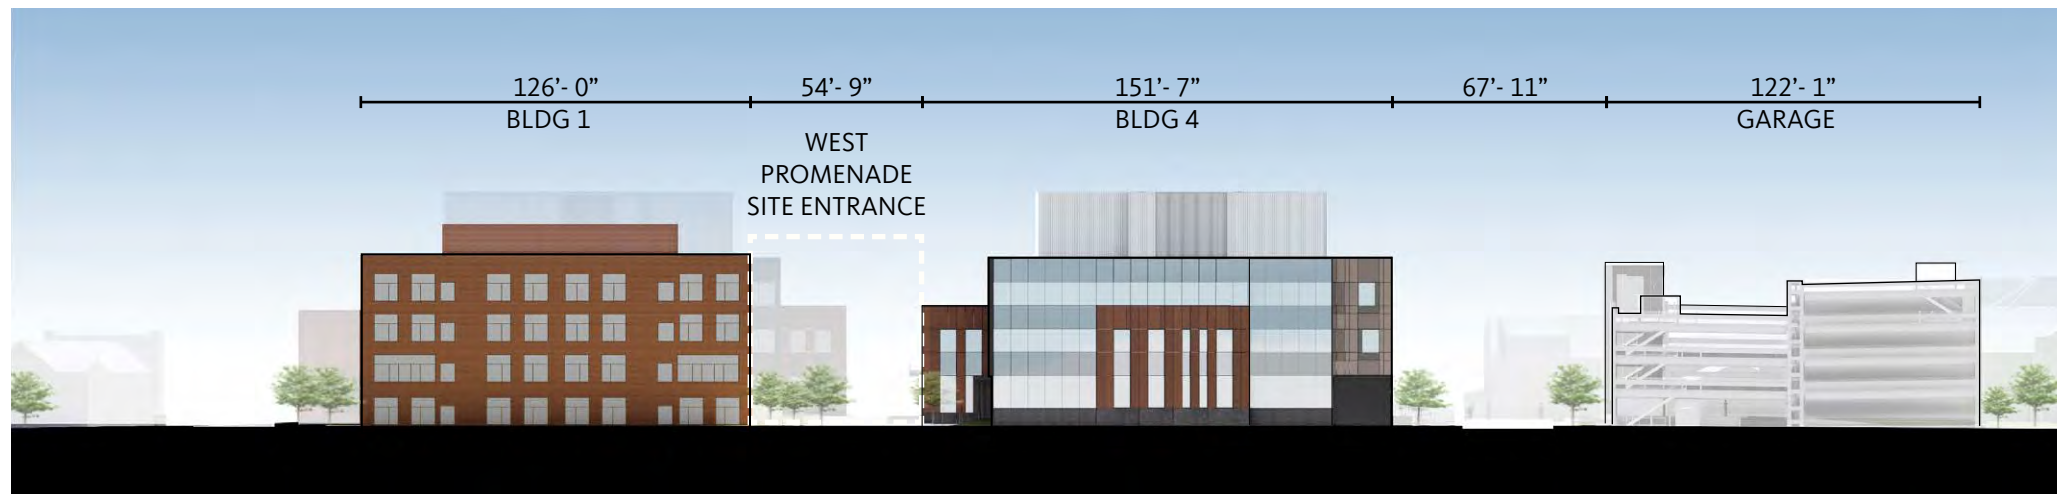 126'- 0”
54'- 9”
151'- 7”
67'- 11”
122'- 1”
BLDG 1
BLDG 4
GARAGE
WEST
PROMENADE
SITE ENTRANCE